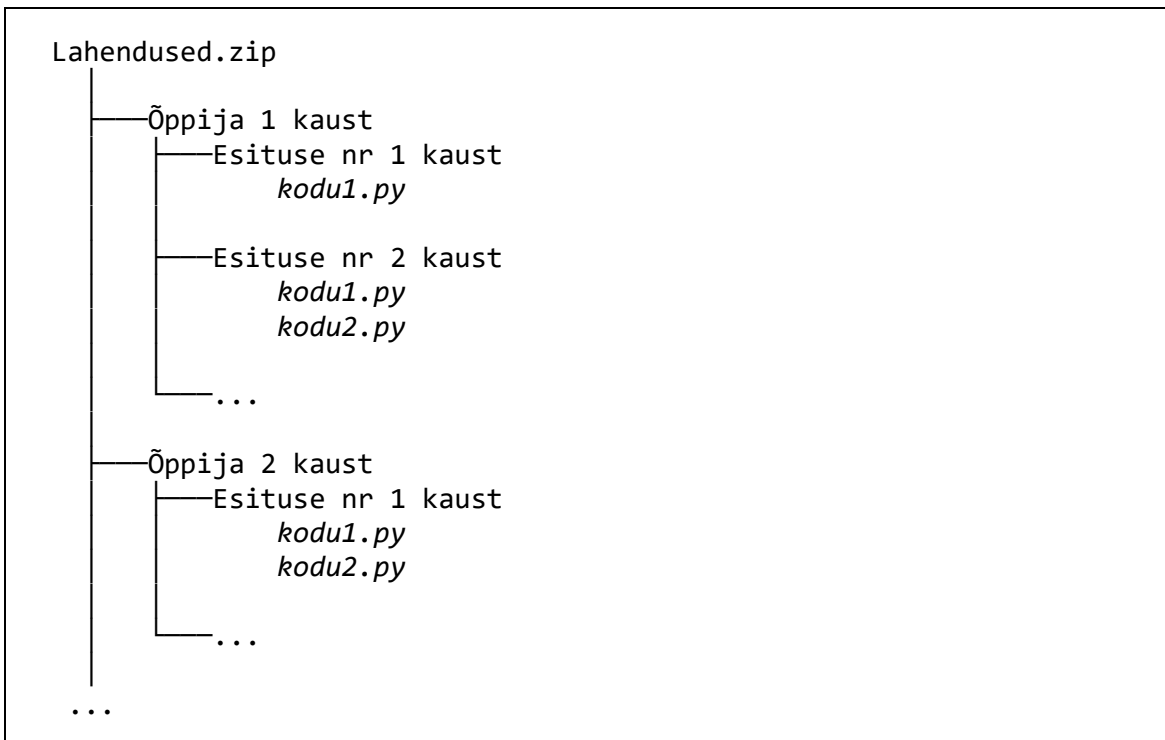 Lahendused.zip
Õppija 1 kaust
Esituse nr 1 kaust
kodu1.py
Esituse nr 2 kaust
kodu1.py
kodu2.py
...
Õppija 2 kaust
Esituse nr 1 kaust
kodu1.py
kodu2.py
...
...